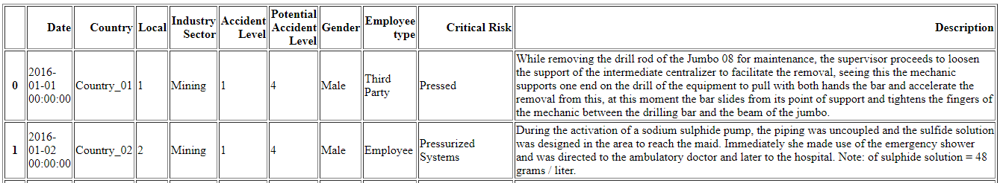 Date Country Local Industry Sector Accident Level Potential Accident Level Gender Employee type Critical Risk Description
0 2016-01-01 00:00:00 Country_01 1 Mining 1 4 Male Third Party Pressed While removing the drill rod of the Jumbo 08 for maintenance, the supervisor proceeds to loosen
the support of the intermediate centralizer to facilitate the removal, seeing this the mechanic
supports one end on the drill of the equipment to pull with both hands the bar and accelerate the
removal from this, at this moment the bar slides from its point of support and tightens the fingers of
the mechanic between the drilling bar and the beam of the jumbo.
1 2016-01-02 00:00:00 Country_02 2 Mining 1 4 Male Employee Pressurized Systems During the activation of a sodium sulphide pump, the piping was uncoupled and the sulfide solution
was designed in the area to reach the maid. Immediately she made use of the emergency shower
and was directed to the ambulatory doctor and later to the hospital. Note: of sulphide solution = 48
grams / liter.